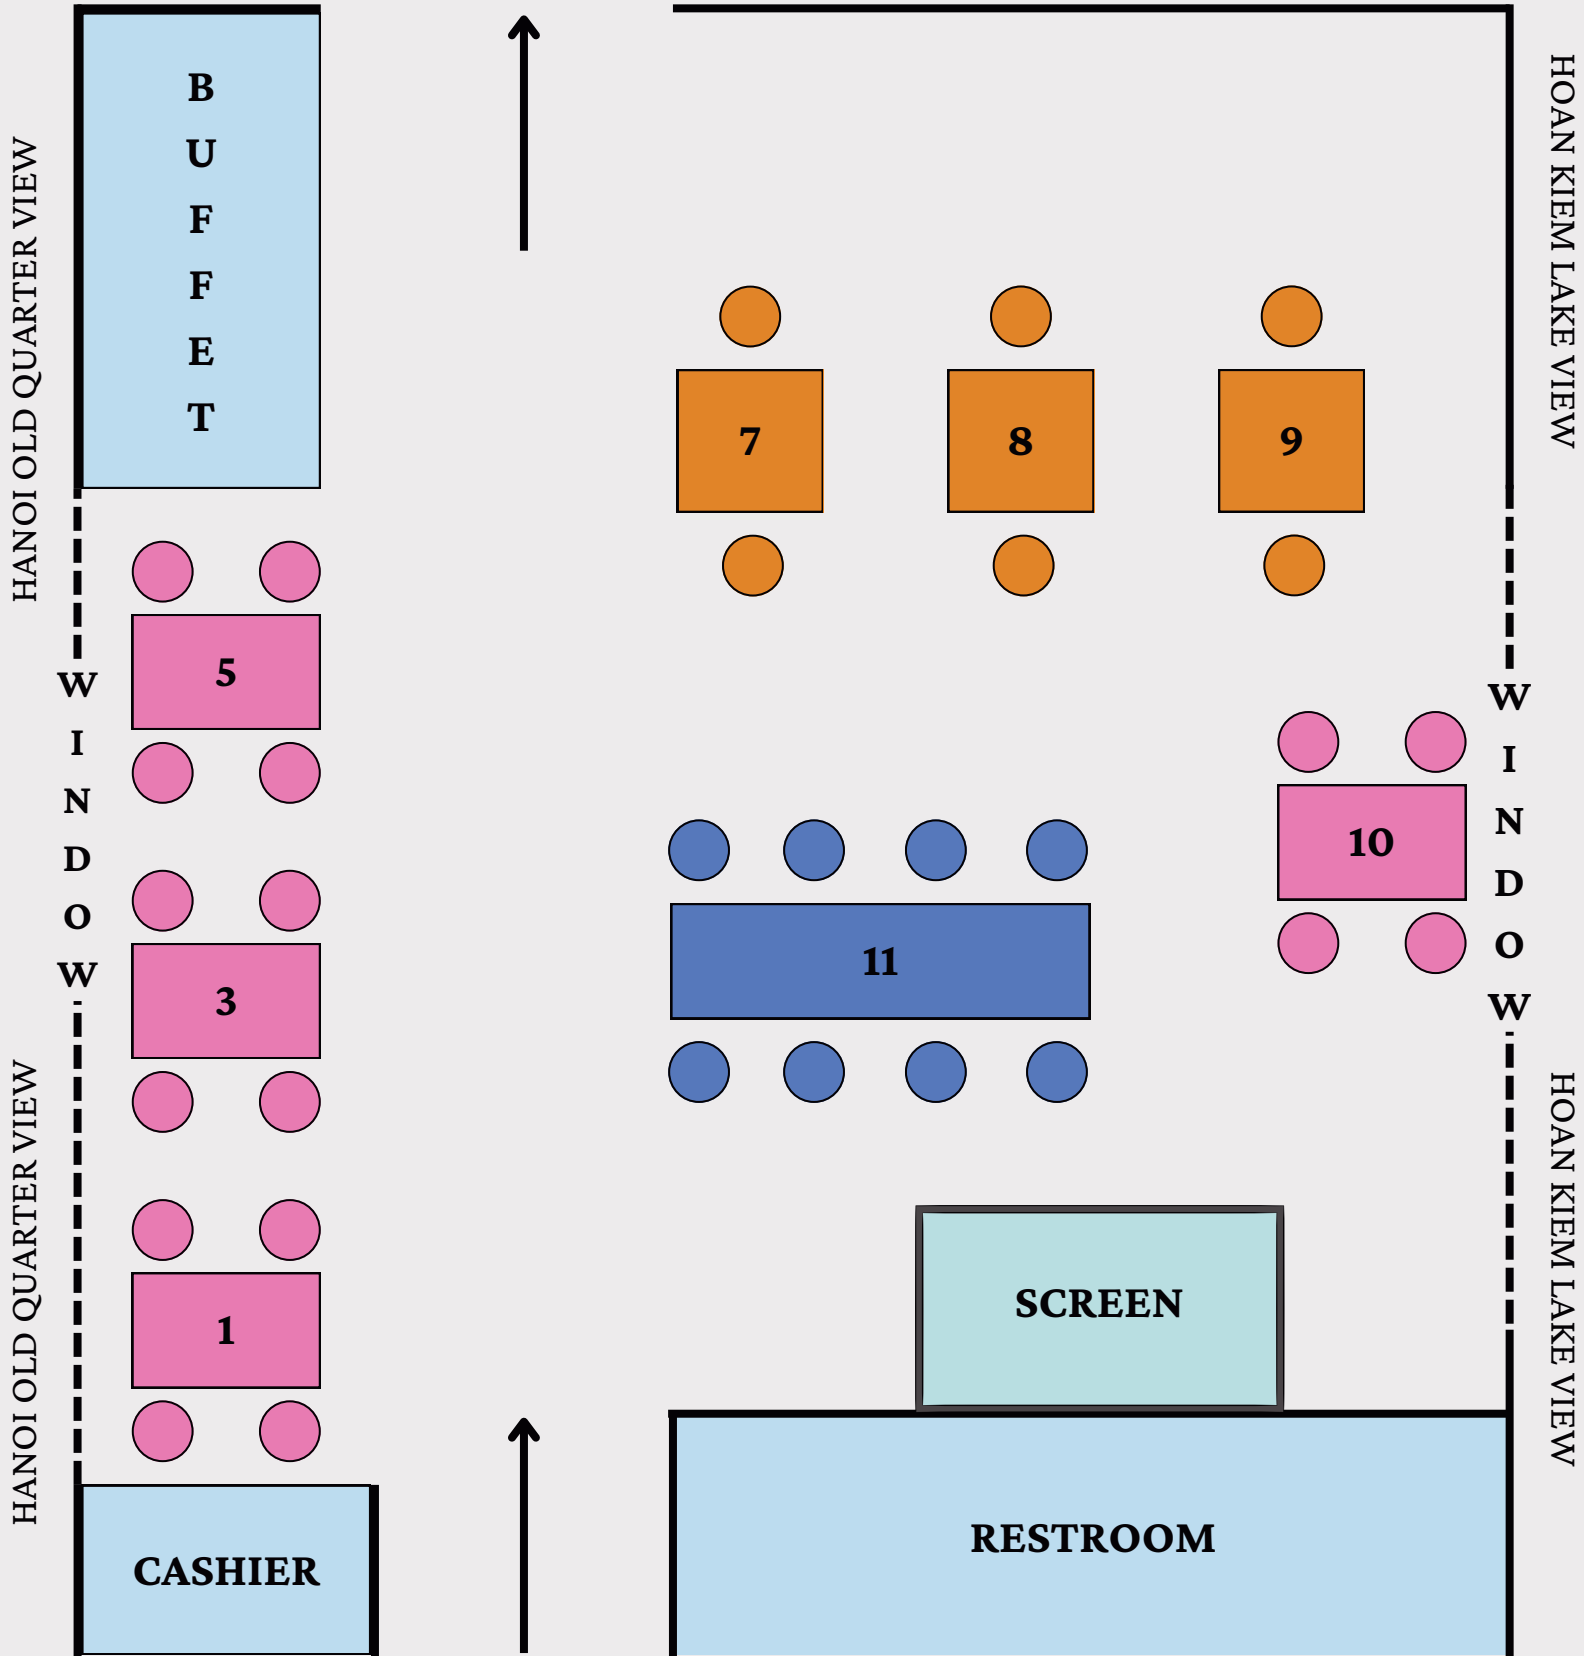 BUFFET
HANOI OLD QUARTER VIEW
HOAN KIEM LAKE VIEW
7
8
9
5
WINDOW
WINDOW
10
11
3
HANOI OLD QUARTER VIEW
HOAN KIEM LAKE VIEW
1
SCREEN
RESTROOM
CASHIER